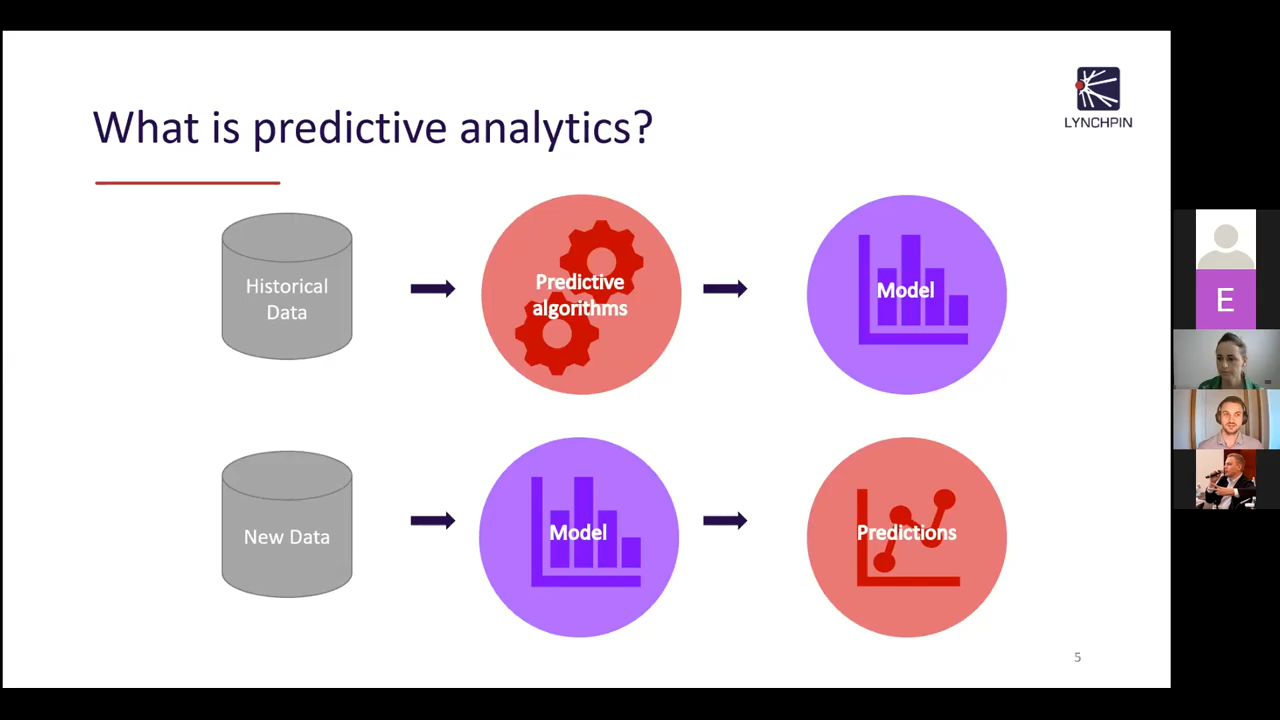 What is predictive analytics?
LYNCHPIN
Historical
Data
Predictive
algorithms
Model
New Data
Model
Predictions
E
5